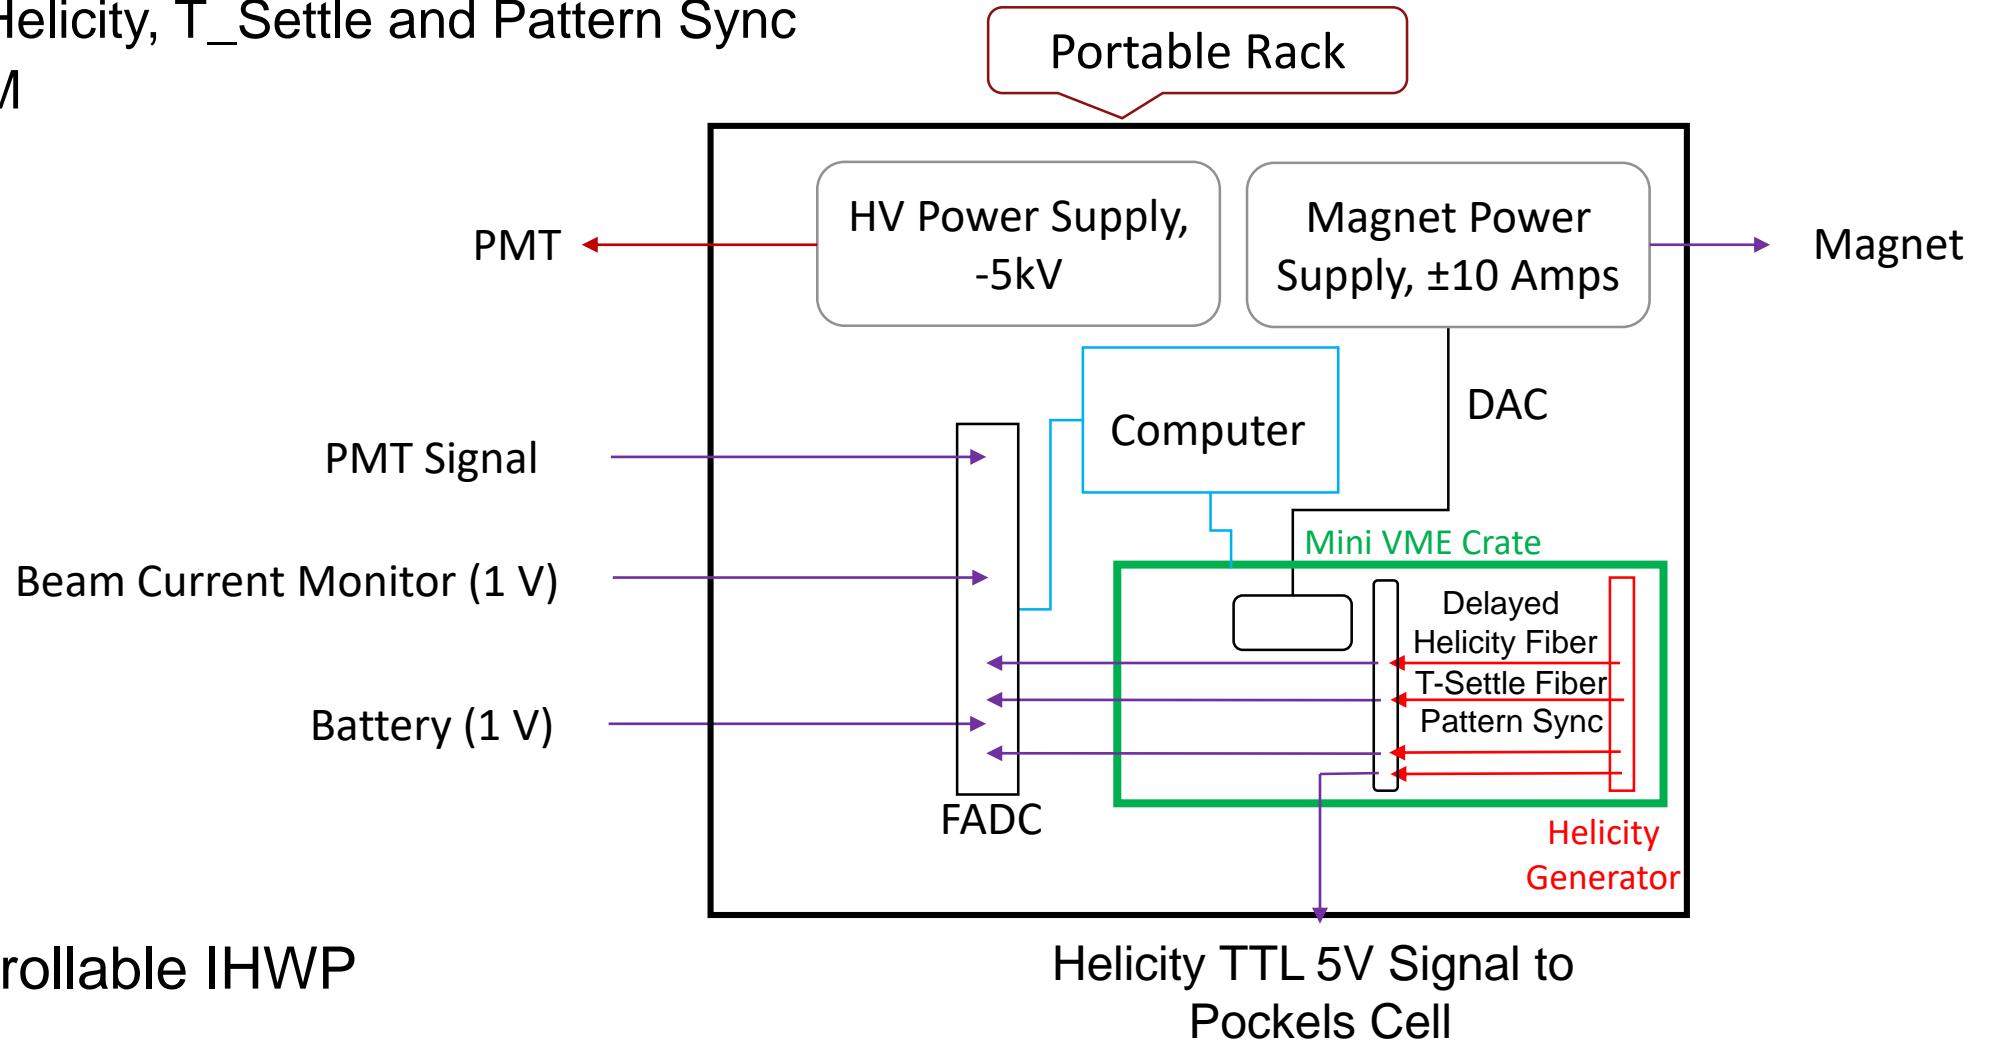 Helicity, T_Settle and Pattern Sync
M
Portable Rack
HV Power Supply,
-5kV
Magnet Power
Supply, ±10 Amps
PMT
Magnet
DAC
Computer
PMT Signal
Mini VME Crate
Beam Current Monitor (1 V)
Delayed
Helicity Fiber
T-Settle Fiber
Pattern Sync
Battery (1 V)
FADC
Helicity
Generator
rollable IHWP
Helicity TTL 5V Signal to
Pockels Cell